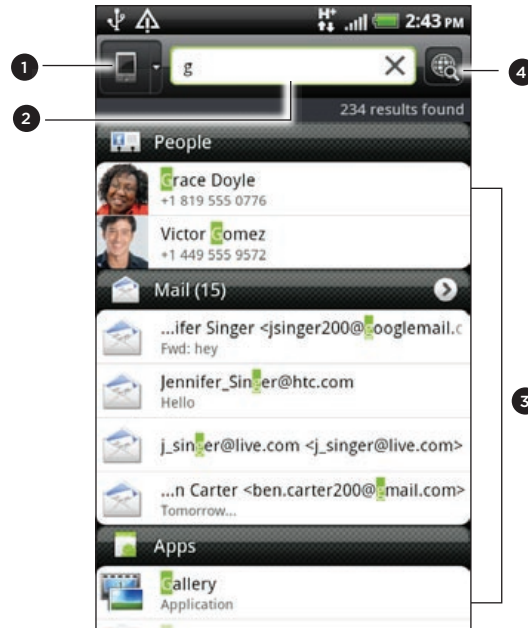 H+ 2:43 PM
1
g
4
2
234 results found
People
Grace Doyle
+1 819 555 0776
Victor Gomez
+1 449 555 9572
Mail (15)
...ifer Singer <jsinger200@googlemail.c
Fwd: hey
Jennifer_Singer@htc.com
Hello
3
j_singer@live.com <j_singer@live.com>
...n Carter <ben.carter200@gmail.com>
Tomorrow...
Apps
Gallery
Application